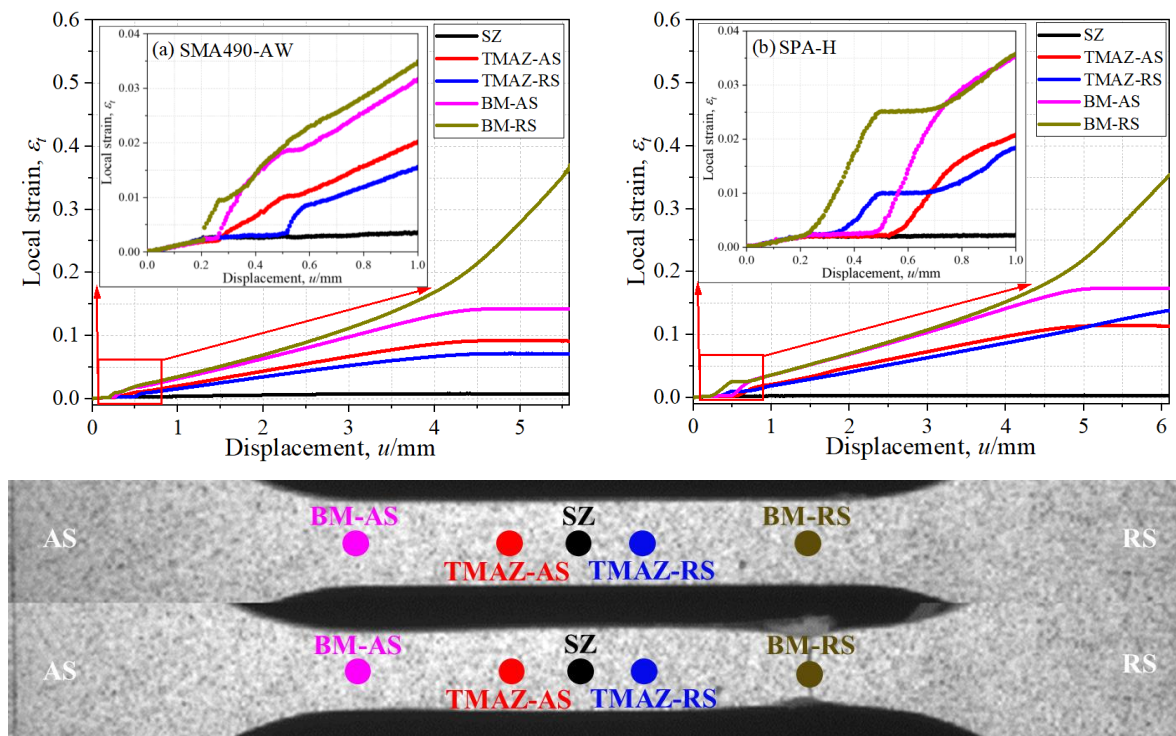 0.6
0.5
0.4
0.3
0.2
0.1
0.0
Local strain, εt
0
1
2
3
4
5
Displacement, u/mm
(a) SMA490-AW
0.04
0.03
0.02
0.01
0.00
Local strain, εt
0.0
0.2
0.4
0.6
0.8
1.0
Displacement, u/mm
SZ
TMAZ-AS
TMAZ-RS
BM-AS
BM-RS
0.6
0.5
0.4
0.3
0.2
0.1
0.0
Local strain, εt
0
1
2
3
4
5
6
Displacement, u/mm
(b) SPA-H
0.04
0.03
0.02
0.01
0.00
Local strain, εt
0.0
0.2
0.4
0.6
0.8
1.0
Displacement, u/mm
SZ
TMAZ-AS
TMAZ-RS
BM-AS
BM-RS
AS
BM-AS
SZ
BM-RS
RS
TMAZ-AS
TMAZ-RS
AS
BM-AS
SZ
BM-RS
RS
TMAZ-AS
TMAZ-RS